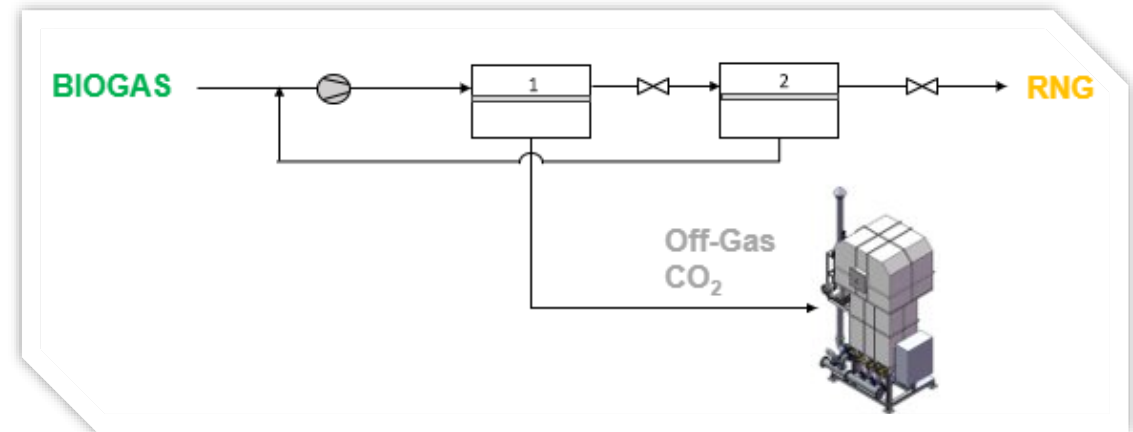 BIOGAS
1
2
RNG
Off-Gas
CO₂